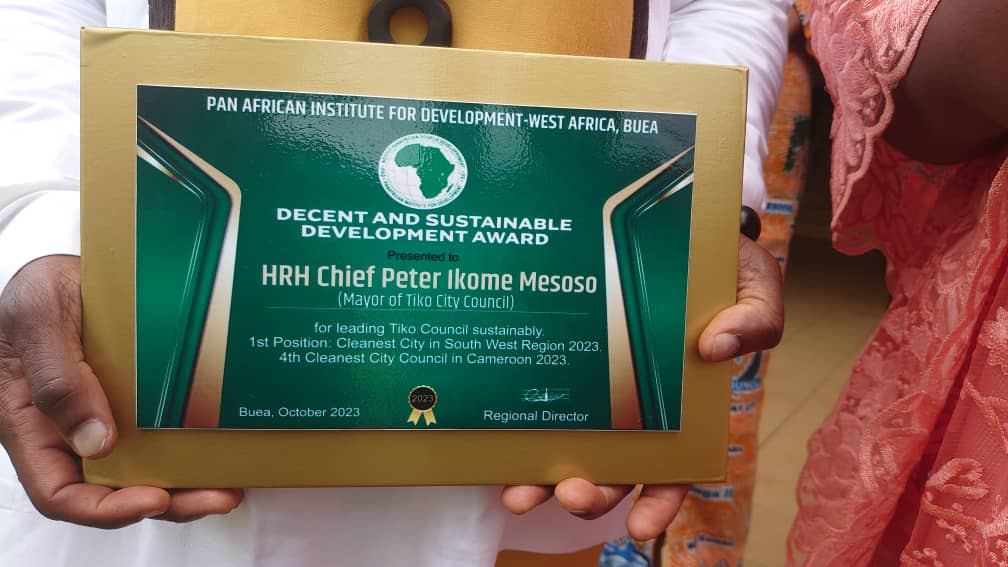 PAN AFRICAN INSTITUTE FOR DEVELOPMENT-WEST AFRICA, BUEA
DECENT AND SUSTAINABLE
DEVELOPMENT AWARD
Presented to
HRH Chief Peter Ikome Mesoso
(Mayor of Tiko City Council)
for leading Tiko Council sustainably.
1st Position: Cleanest City in South West Region 2023.
4th Cleanest City Council in Cameroon 2023.
2023
Buea, October 2023
Regional Director